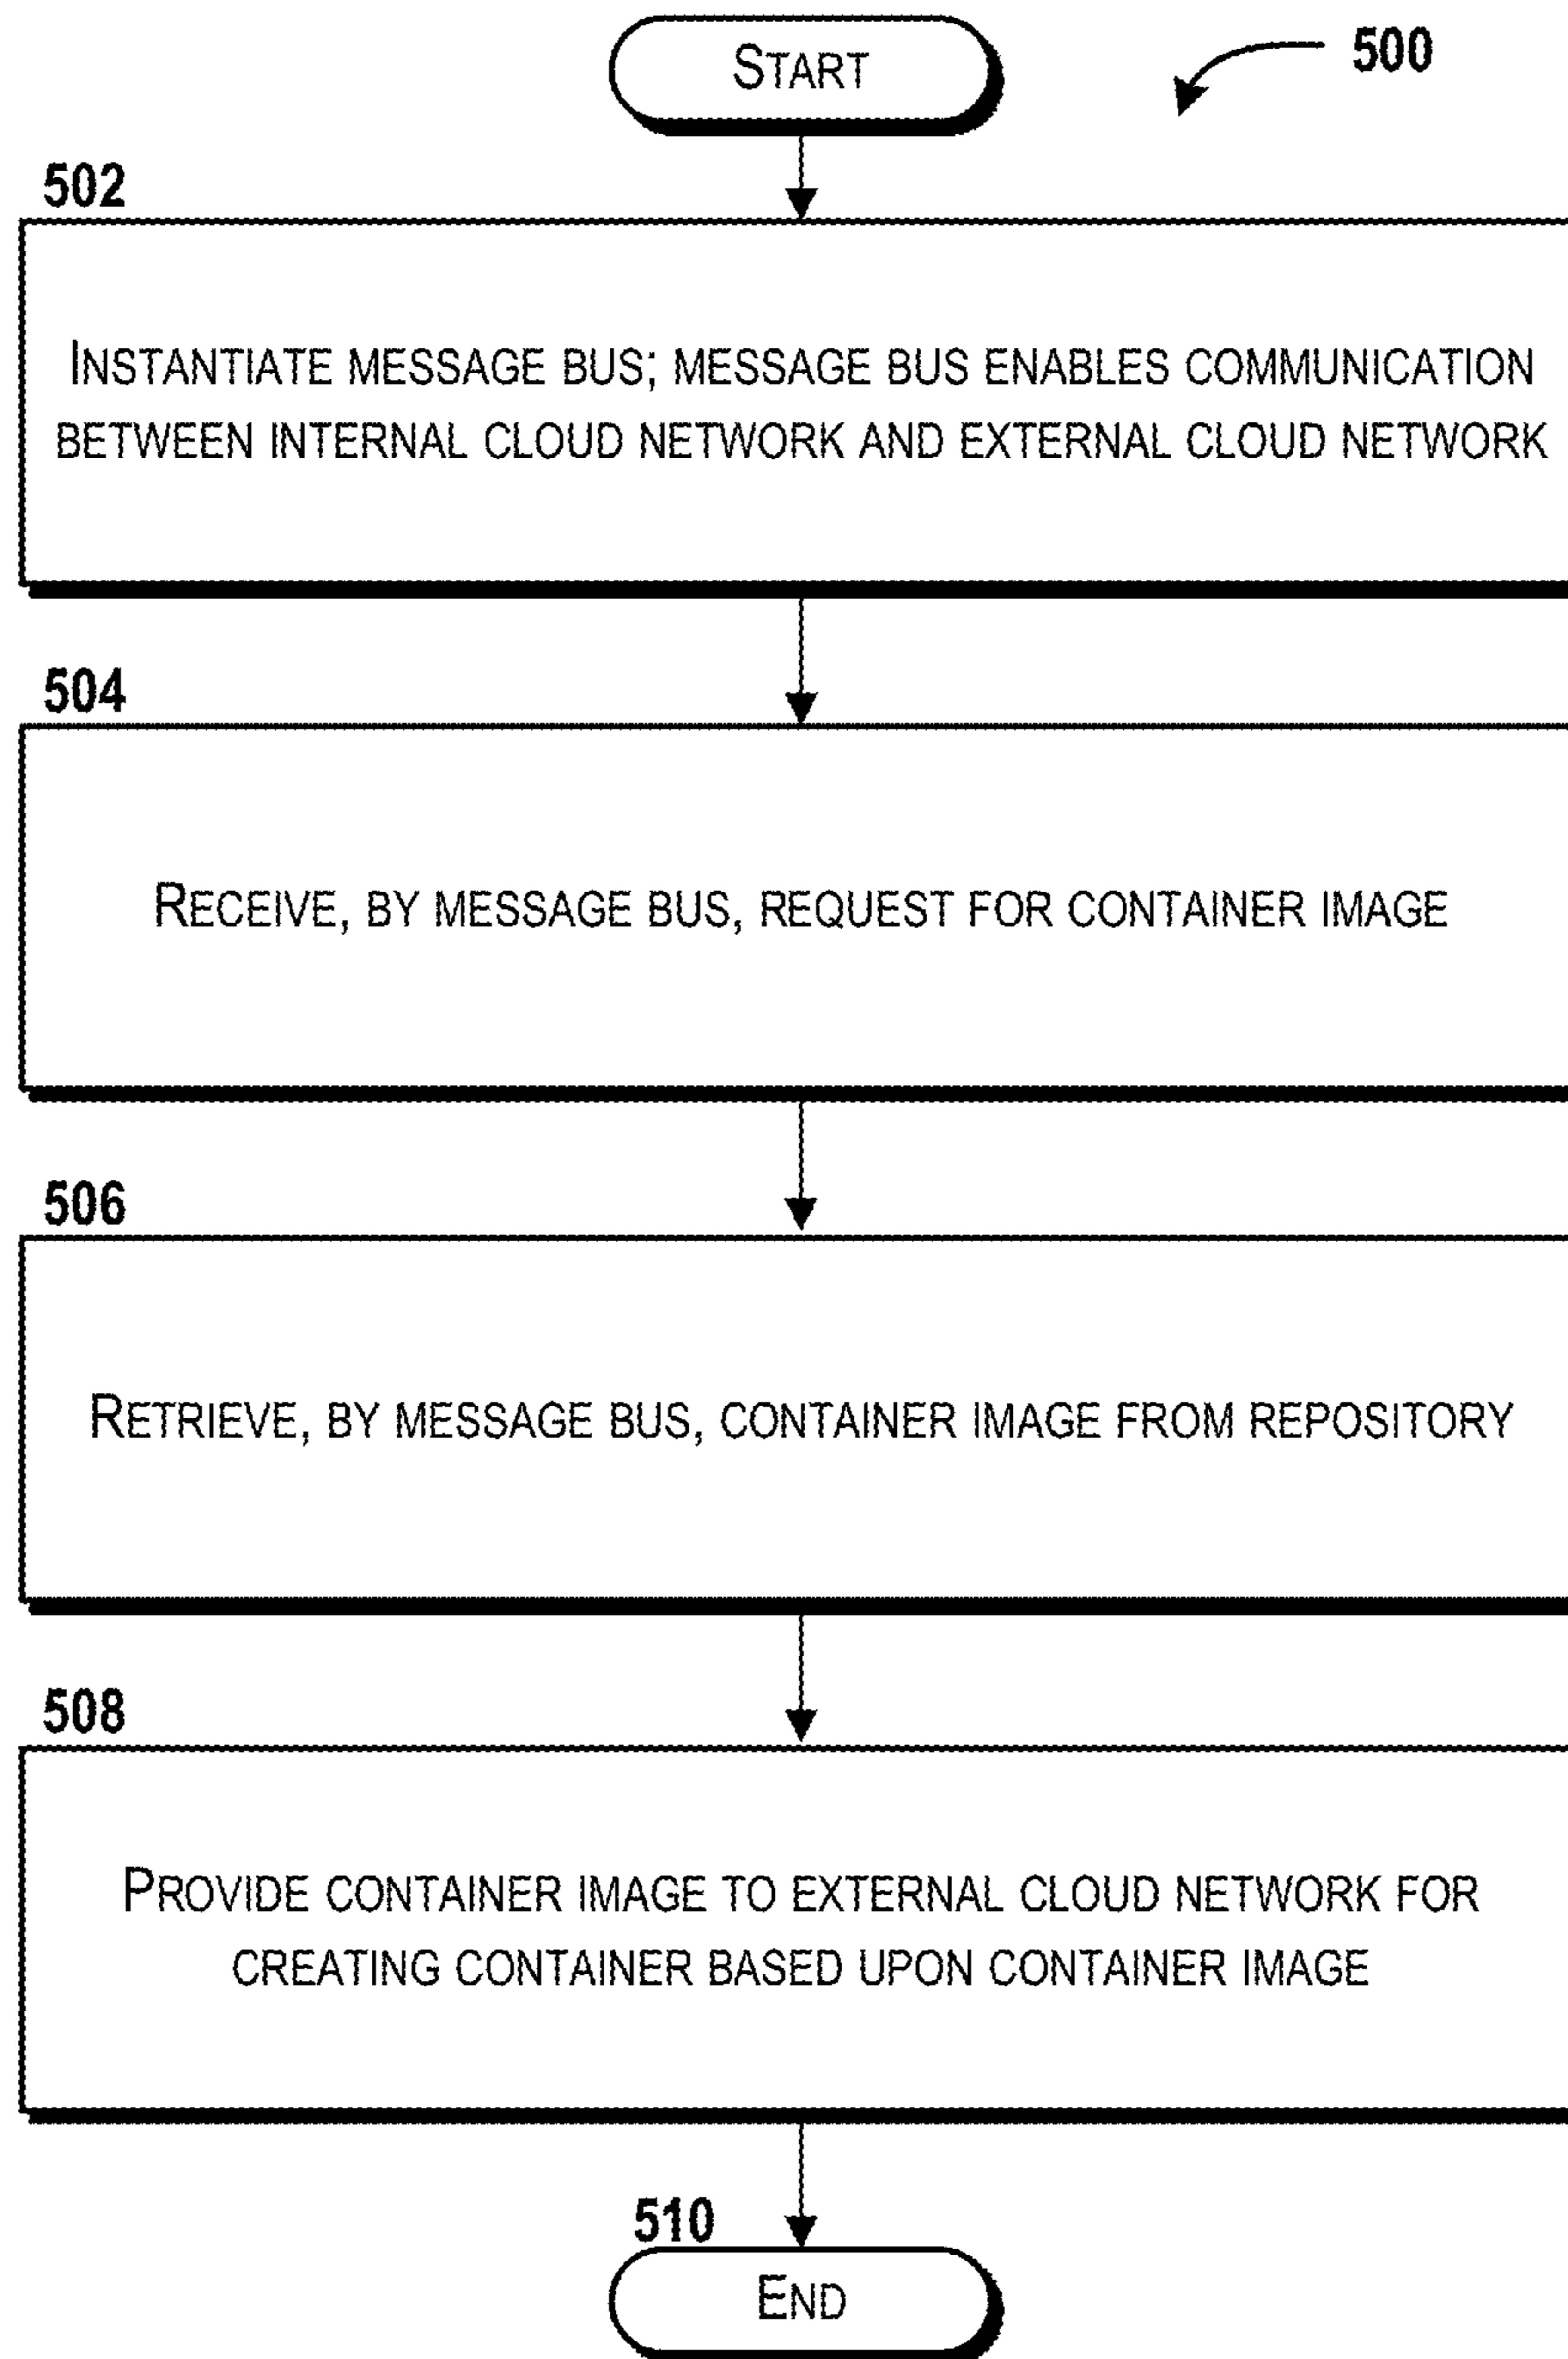 START
500
502
INSTANTIATE MESSAGE BUS; MESSAGE BUS ENABLES COMMUNICATION
BETWEEN INTERNAL CLOUD NETWORK AND EXTERNAL CLOUD NETWORK
504
RECEIVE, BY MESSAGE BUS, REQUEST FOR CONTAINER IMAGE
506
RETRIEVE, BY MESSAGE BUS, CONTAINER IMAGE FROM REPOSITORY
508
PROVIDE CONTAINER IMAGE TO EXTERNAL CLOUD NETWORK FOR
CREATING CONTAINER BASED UPON CONTAINER IMAGE
510
END